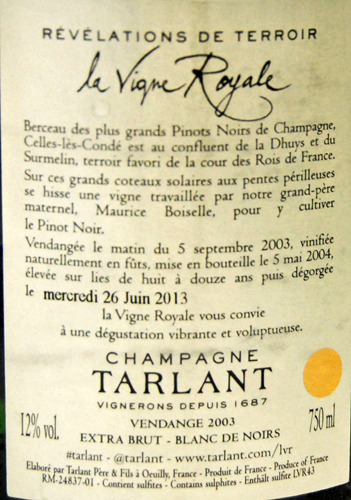 RÉVÉLATIONS DE TERROIR
la Vigne Royale
Berceau des plus grands Pinots Noirs de Champagne,
Celles-lès-Condé est au confluent de la Dhuys et du
Surmelin, terroir favori de la cour des Rois de France.
Sur ces grands coteaux solaires aux pentes périlleuses
se hisse une vigne travaillée par notre grand-père
maternel, Maurice Boiselle, pour y cultiver
le Pinot Noir.
Vendangée le matin du 5 septembre 2003, vinifiée
naturellement en fûts, mise en bouteille le 5 mai 2004,
élevée sur lies de huit à douze ans puis dégorgée
le mercredi 26 Juin 2013
la Vigne Royale vous convie
à une dégustation vibrante et voluptueuse.
CHAMPAGNE
TARLANT
VIGNERONS DEPUIS 1687
12% vol.
VENDANGE 2003
750 ml
EXTRA BRUT - BLANC DE NOIRS
#tarlant - @tarlant - www.tarlant.com/lvr
Elaboré par Tarlant Père & Fils à Oeuilly, France - Produit de France - Produce of France
RM-24837-01 - Contient sulfites - Contains sulphites - Enthält sulfite LVR43